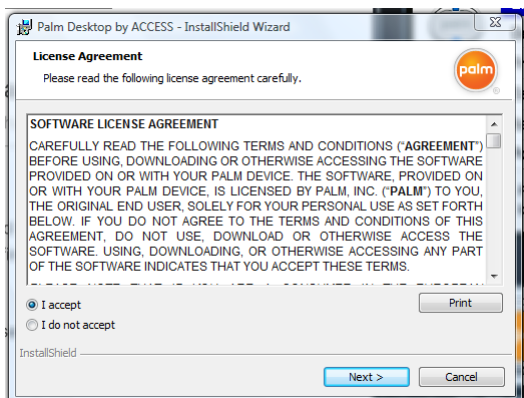 Palm Desktop by ACCESS - InstallShield Wizard
License Agreement
Please read the following license agreement carefully.
palm
SOFTWARE LICENSE AGREEMENT
CAREFULLY READ THE FOLLOWING TERMS AND CONDITIONS (“AGREEMENT”)
BEFORE USING, DOWNLOADING OR OTHERWISE ACCESSING THE SOFTWARE
PROVIDED ON OR WITH YOUR PALM DEVICE. THE SOFTWARE, PROVIDED ON
OR WITH YOUR PALM DEVICE, IS LICENSED BY PALM, INC. (“PALM”) TO YOU,
THE ORIGINAL END USER, SOLELY FOR YOUR PERSONAL USE AS SET FORTH
BELOW. IF YOU DO NOT AGREE TO THE TERMS AND CONDITIONS OF THIS
AGREEMENT, DO NOT USE, DOWNLOAD OR OTHERWISE ACCESS THE
SOFTWARE. USING, DOWNLOADING, OR OTHERWISE ACCESSING ANY PART
OF THE SOFTWARE INDICATES THAT YOU ACCEPT THESE TERMS.
I accept
Print
I do not accept
InstallShield
Next >
Cancel